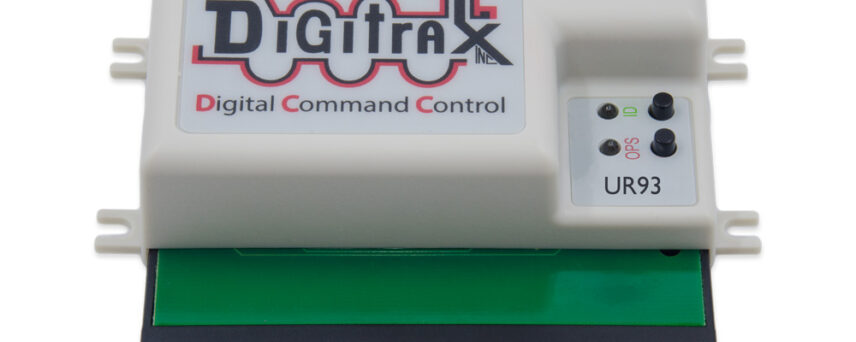 DiGitrax
INC
Digital Command Control
ID
OPS
UR93